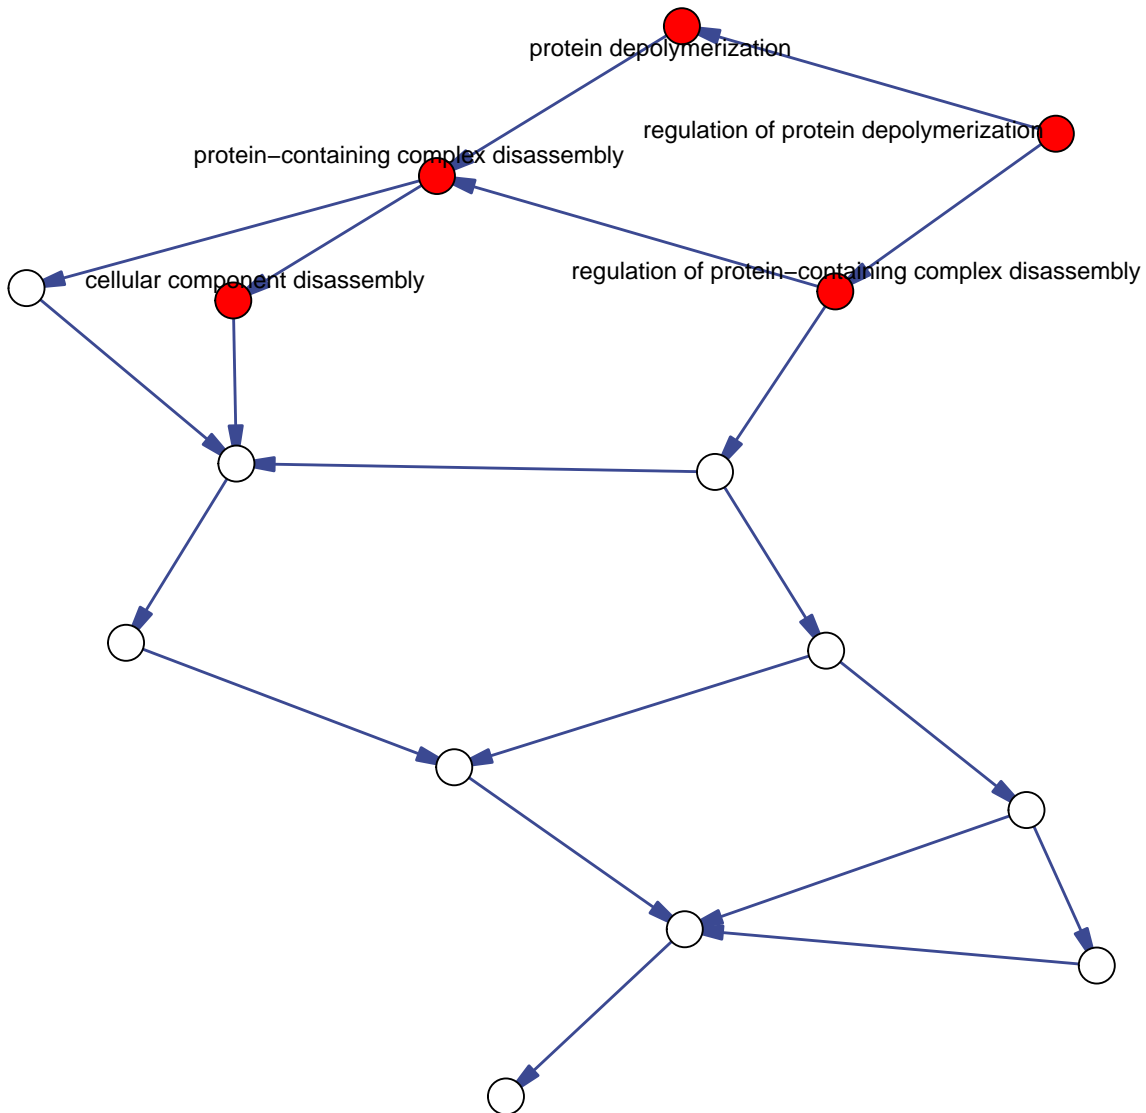 protein depolymerization
regulation of protein depolymerization
protein−containing complex disassembly
regulation of protein−containing complex disassembly
cellular component disassembly